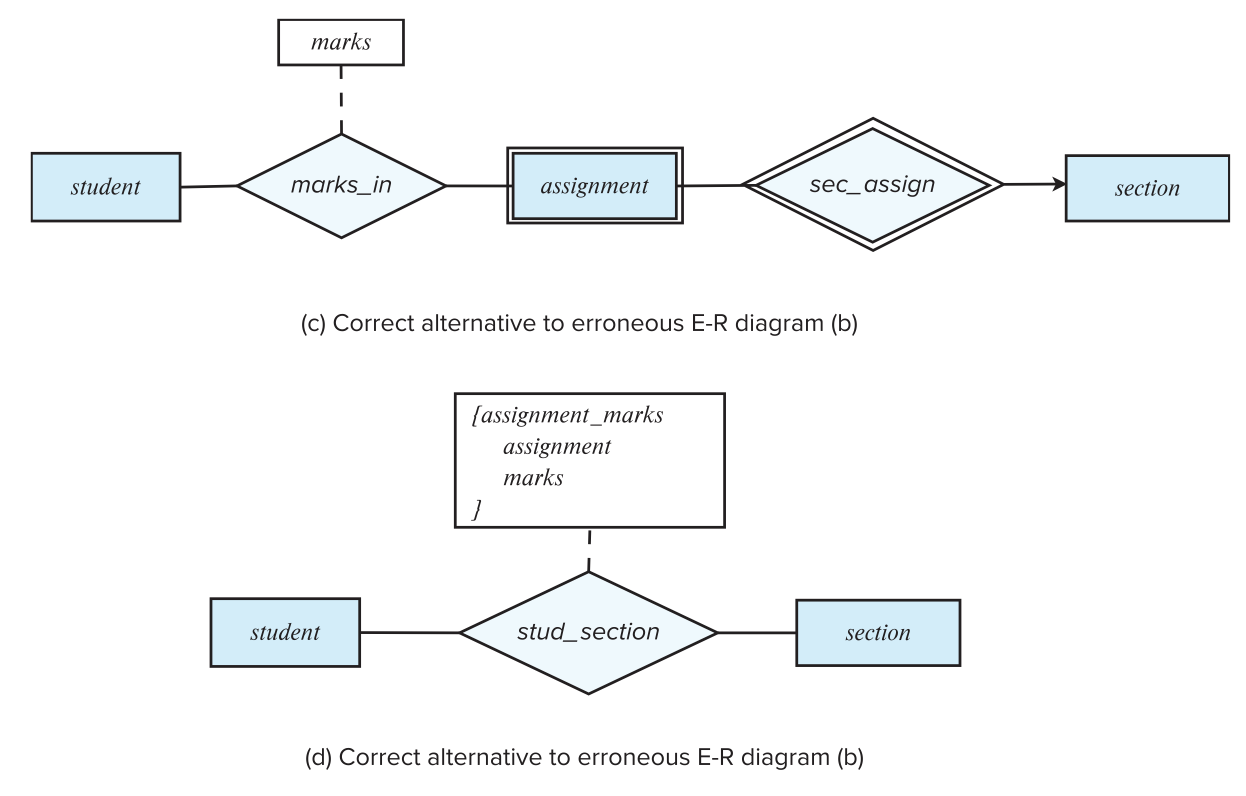 marks
student
marks_in
assignment
sec_assign
section
(c) Correct alternative to erroneous E-R diagram (b)
{assignment_marks
assignment
marks
}
student
stud_section
section
(d) Correct alternative to erroneous E-R diagram (b)